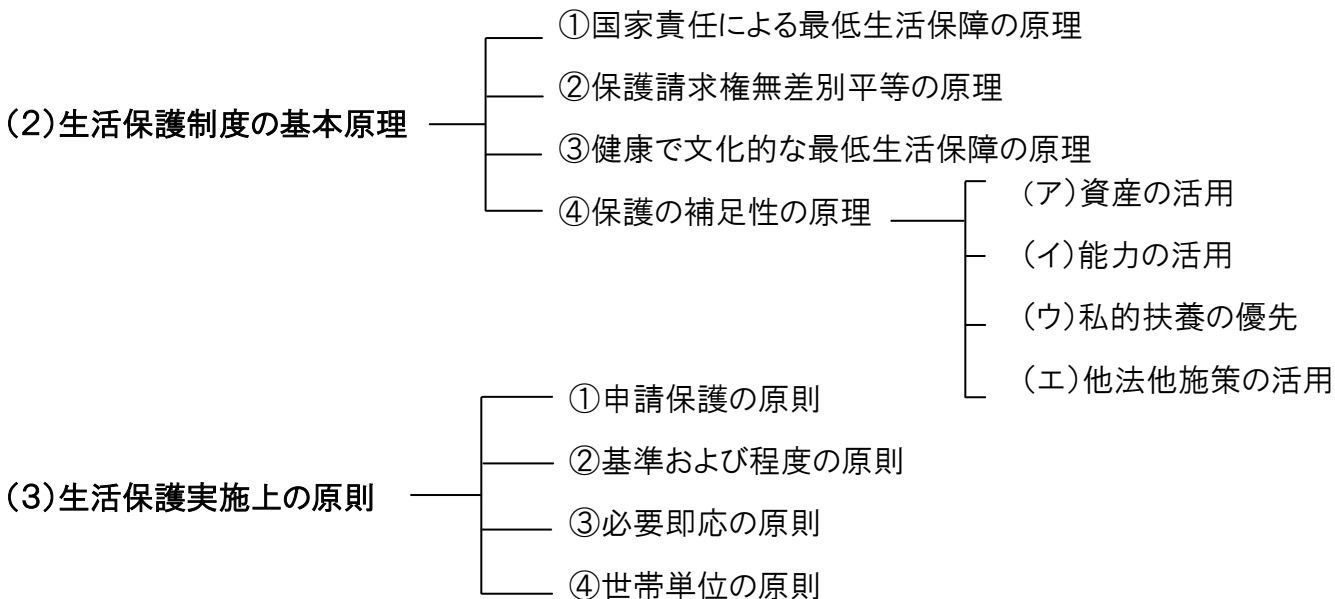 (2)生活保護制度の基本原理
①国家責任による最低生活保障の原理
②保護請求権無差別平等の原理
③健康で文化的な最低生活保障の原理
④保護の補足性の原理
(ア)資産の活用
(イ)能力の活用
(ウ)私的扶養の優先
(エ)他法他施策の活用
(3)生活保護実施上の原則
①申請保護の原則
②基準および程度の原則
③必要即応の原則
④世帯単位の原則